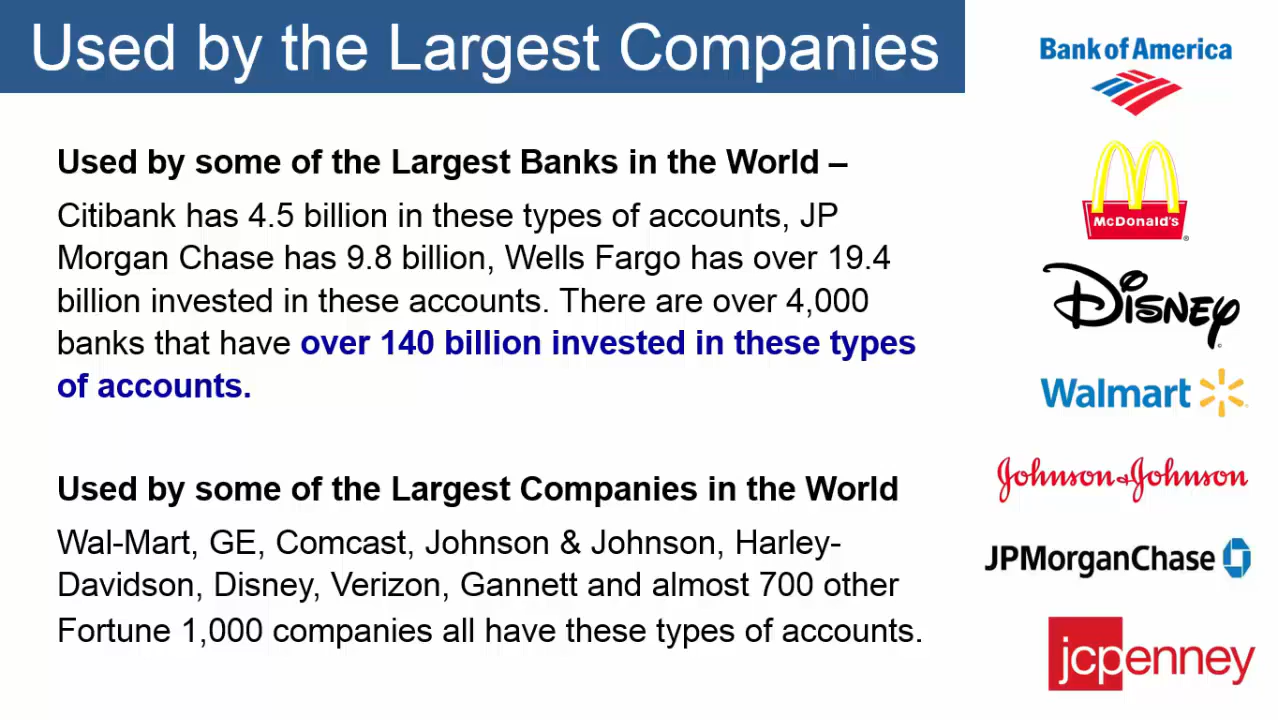 Used by the Largest Companies
Used by some of the Largest Banks in the World –
Citibank has 4.5 billion in these types of accounts, JP
Morgan Chase has 9.8 billion, Wells Fargo has over 19.4
billion invested in these accounts. There are over 4,000
banks that have over 140 billion invested in these types
of accounts.
Used by some of the Largest Companies in the World
Wal-Mart, GE, Comcast, Johnson & Johnson, Harley-
Davidson, Disney, Verizon, Gannett and almost 700 other
Fortune 1,000 companies all have these types of accounts.
Bank of America
McDonald's
Disney
Walmart
Johnson & Johnson
JPMorganChase
jcpenney